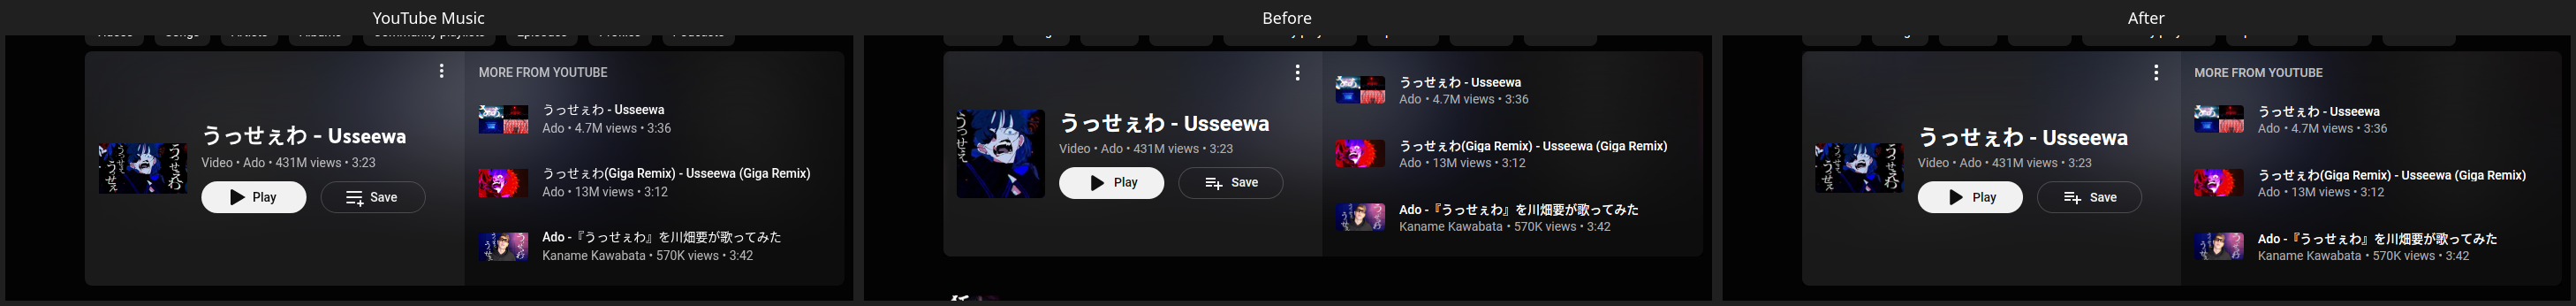 YouTube Music
Community playlists
MORE FROM YOUTUBE
うっせぇわ - Usseewa
Video • Ado • 431M views • 3:23
Play
Save
うっせぇわ - Usseewa
Ado • 4.7M views • 3:36
うっせぇわ(Giga Remix) - Usseewa (Giga Remix)
Ado • 13M views • 3:12
Ado -『うっせぇわ』を川畑要が歌ってみた
Kaname Kawabata • 570K views • 3:42
Before
うっせぇわ - Usseewa
Video • Ado • 431M views • 3:23
Play
Save
うっせぇわ - Usseewa
Ado • 4.7M views • 3:36
うっせぇわ(Giga Remix) - Usseewa (Giga Remix)
Ado • 13M views • 3:12
Ado -『うっせぇわ』を川畑要が歌ってみた
Kaname Kawabata • 570K views • 3:42
After
MORE FROM YOUTUBE
うっせぇわ - Usseewa
Video • Ado • 431M views • 3:23
Play
Save
うっせぇわ - Usseewa
Ado • 4.7M views • 3:36
うっせぇわ(Giga Remix) - Usseewa (Giga Remix)
Ado • 13M views • 3:12
Ado -『うっせぇわ』を川畑要が歌ってみた
Kaname Kawabata • 570K views • 3:42